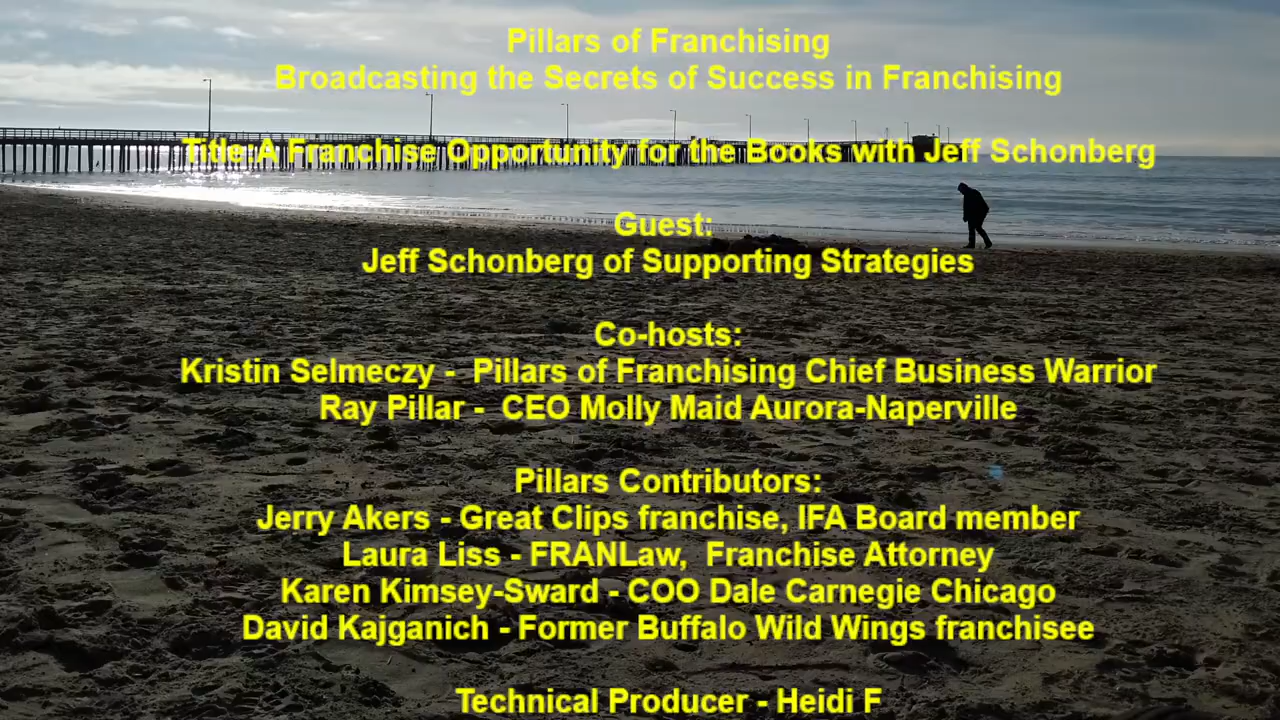 Pillars of Franchising
Broadcasting the Secrets of Success in Franchising
Title:A Franchise Opportunity for the Books with Jeff Schonberg
Guest:
Jeff Schonberg of Supporting Strategies
Co-hosts:
Kristin Selmeczy -  Pillars of Franchising Chief Business Warrior
Ray Pillar -  CEO Molly Maid Aurora-Naperville
Pillars Contributors:
Jerry Akers - Great Clips franchise, IFA Board member
Laura Liss - FRANLaw,  Franchise Attorney
Karen Kimsey-Sward - COO Dale Carnegie Chicago
David Kajganich - Former Buffalo Wild Wings franchisee
Technical Producer - Heidi F